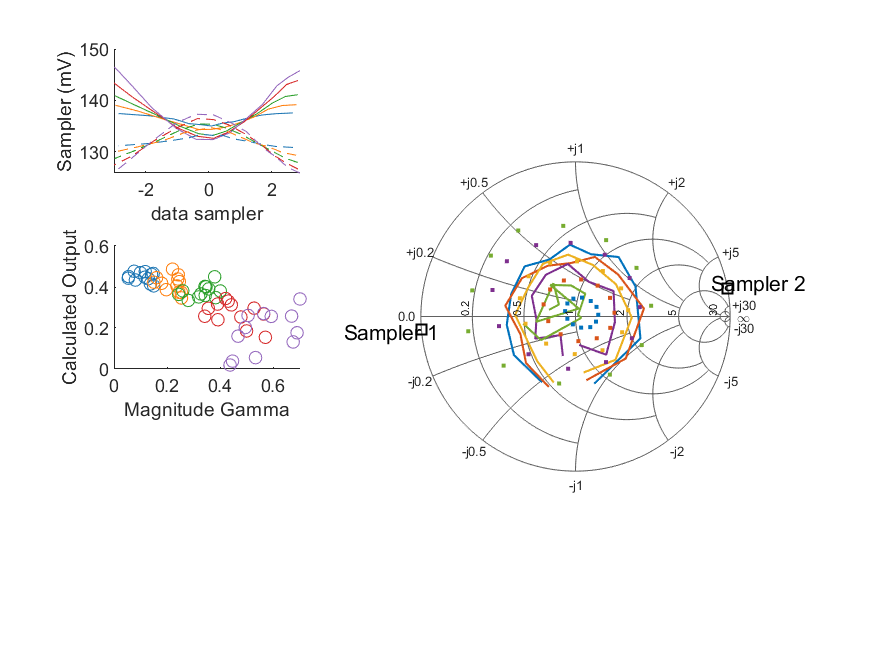 150
140
130
Sampler (mV)
-2
0
2
data sampler
0.6
0.4
0.2
0
Calculated Output
0
0.2
0.4
0.6
Magnitude Gamma
+j1
+j0.5
+j2
+j0.2
+j5
Sampler 2
0.0
0.2
0.5
1
2
5
30
+j30
∞
-j30
Sampler 1
-j0.2
-j5
-j0.5
-j2
-j1